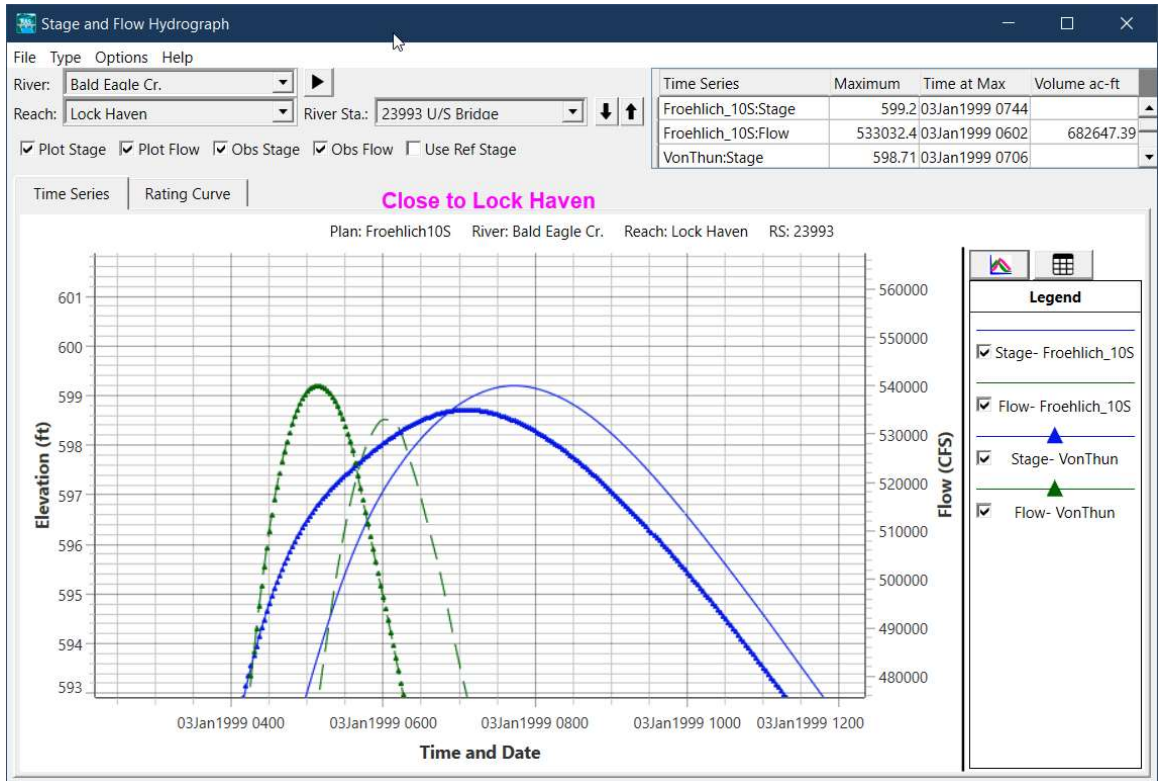 Stage and Flow Hydrograph
File Type Options Help
River: Bald Eagle Cr.
Reach: Lock Haven River Sta.: 23993 U/S Bridge
Plot Stage Plot Flow Obs Stage Obs Flow Use Ref Stage
Time Series Maximum Time at Max Volume ac-ft
Froehlich_10S:Stage 599.2 03Jan1999 0744
Froehlich_10S:Flow 533032.4 03Jan1999 0602 682647.39
VonThun:Stage 598.71 03Jan1999 0706
Time Series Rating Curve
Close to Lock Haven
Plan: Froehlich10S River: Bald Eagle Cr. Reach: Lock Haven RS: 23993
601
600
599
598
597
596
595
594
593
Elevation (ft)
560000
550000
540000
530000
520000
510000
500000
490000
480000
Flow (CFS)
03Jan1999 0400 03Jan1999 0600 03Jan1999 0800 03Jan1999 1000 03Jan1999 1200
Time and Date
Legend
Stage- Froehlich_10S
Flow- Froehlich_10S
Stage- VonThun
Flow- VonThun